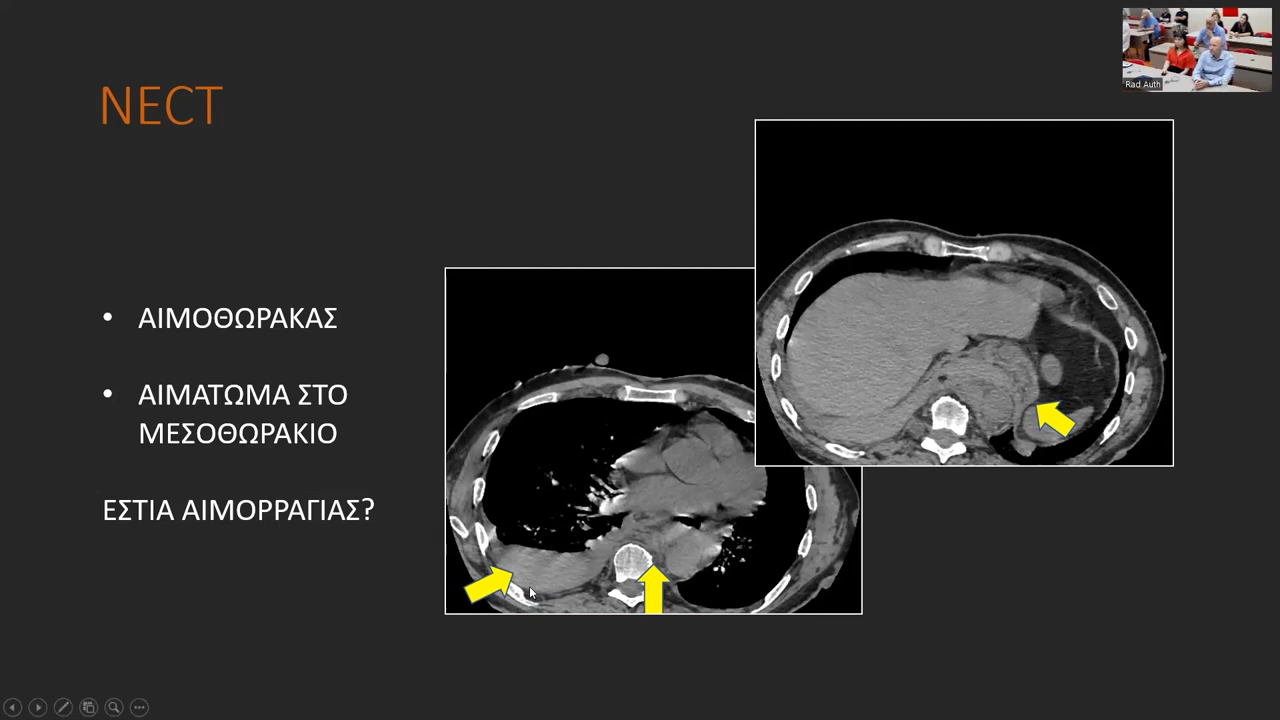 NECT
• ΑΙΜΟΘΩΡΑΚΑΣ
• ΑΙΜΑΤΩΜΑ ΣΤΟ
ΜΕΣΟΘΩΡΑΚΙΟ
ΕΣΤΙΑ ΑΙΜΟΡΡΑΓΙΑΣ?
Rad Auth